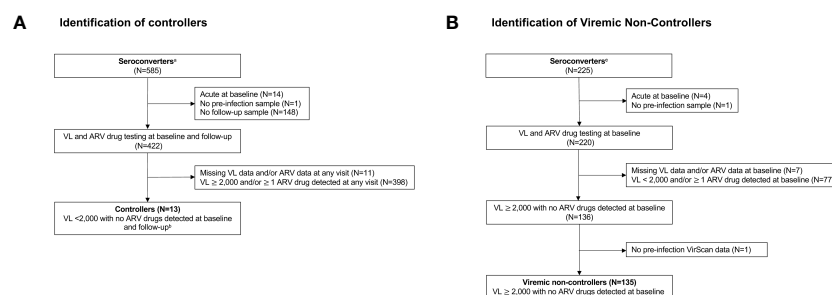 A Identification of controllers
Seroconvertersᵃ
(N=585)
Acute at baseline (N=14)
No pre-infection sample (N=1)
No follow-up sample (N=148)
VL and ARV drug testing at baseline and follow-up
(N=422)
Missing VL data and/or ARV data at any visit (N=11)
VL ≥ 2,000 and/or ≥ 1 ARV drug detected at any visit (N=398)
Controllers (N=13)
VL <2,000 with no ARV drugs detected at baseline
and follow-upᵇ
B Identification of Viremic Non-Controllers
Seroconvertersᵃ
(N=225)
Acute at baseline (N=4)
No pre-infection sample (N=1)
VL and ARV drug testing at baseline
(N=220)
Missing VL data and/or ARV data at baseline (N=7)
VL < 2,000 and/or ≥ 1 ARV drug detected at baseline (N=77
VL ≥ 2,000 with no ARV drugs detected at baseline
(N=136)
No pre-infection VirScan data (N=1)
Viremic non-controllers (N=135)
VL ≥ 2,000 with no ARV drugs detected at baseline